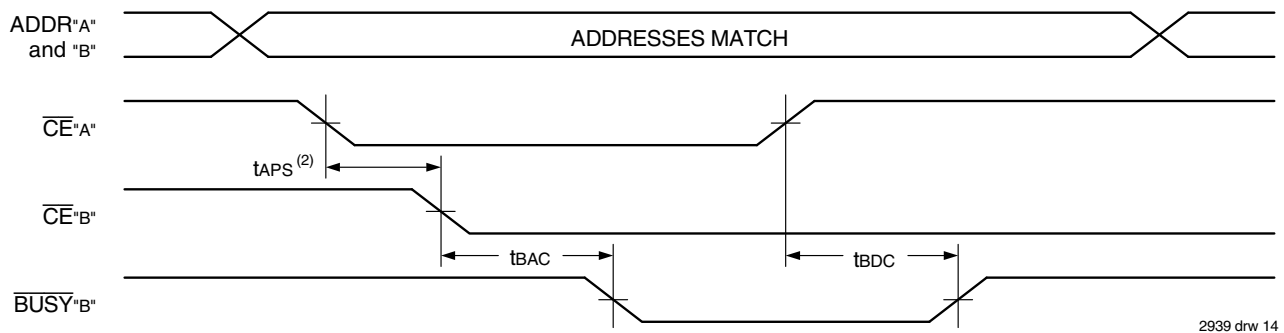 ADDR"A"
and "B"
ADDRESSES MATCH
CE"A"
tAPS (2)
CE"B"
tBAC
tBDC
BUSY"B"
2939 drw 14